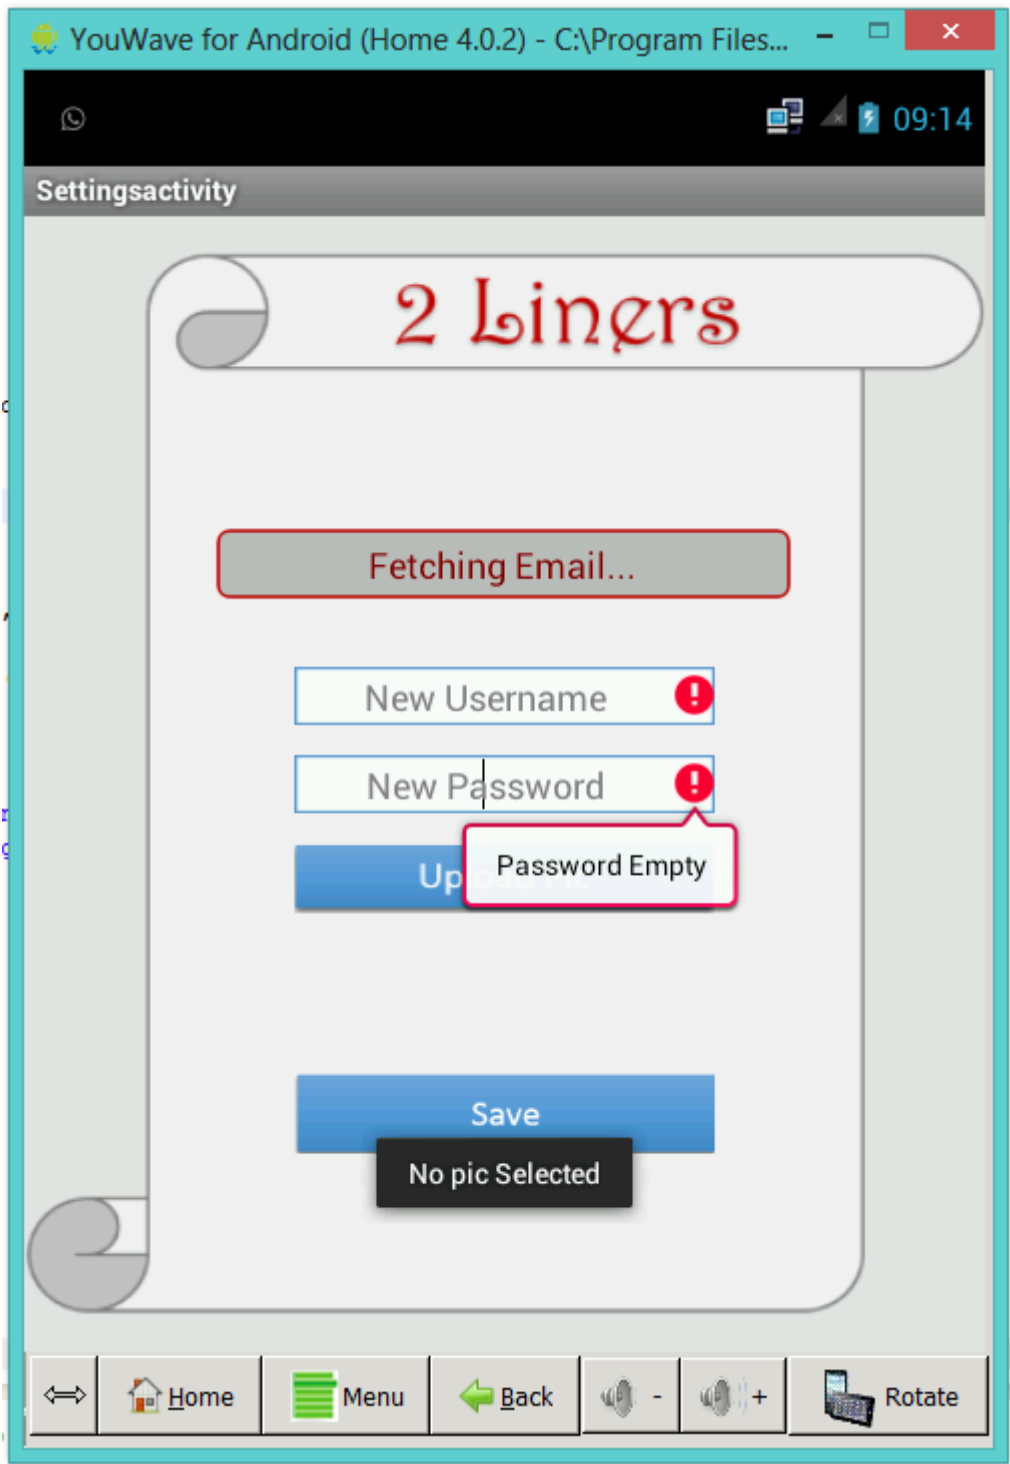 YouWave for Android (Home 4.0.2) - C:\Program Files...
09:14
Settingsactivity
2 Liners
Fetching Email...
New Username
New Password
Password Empty
Save
No pic Selected
Home
Menu
Back
-
+
Rotate